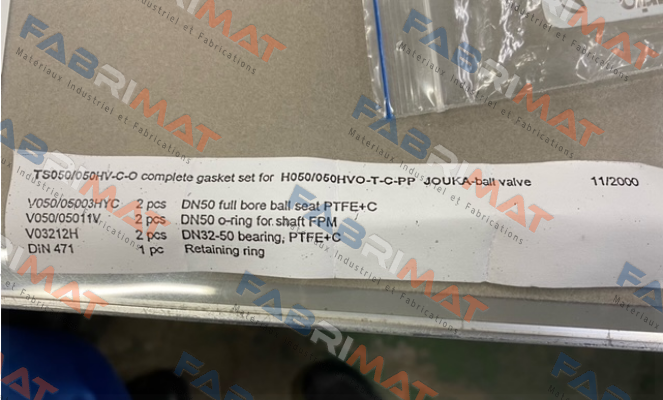 TS050/050HV-C-O complete gasket set for H050/050HVO-T-C-PP JOUKA-ball valve 11/2000
V050/05003HYC 2 pcs DN50 full bore ball seat PTFE+C
V050/05011V 2 pcs DN50 o-ring for shaft FPM
V03212H 2 pcs DN32-50 bearing, PTFE+C
DIN 471 1 pc Retaining ring
FABRIMAT
Materiaux Industriel et Fabrications